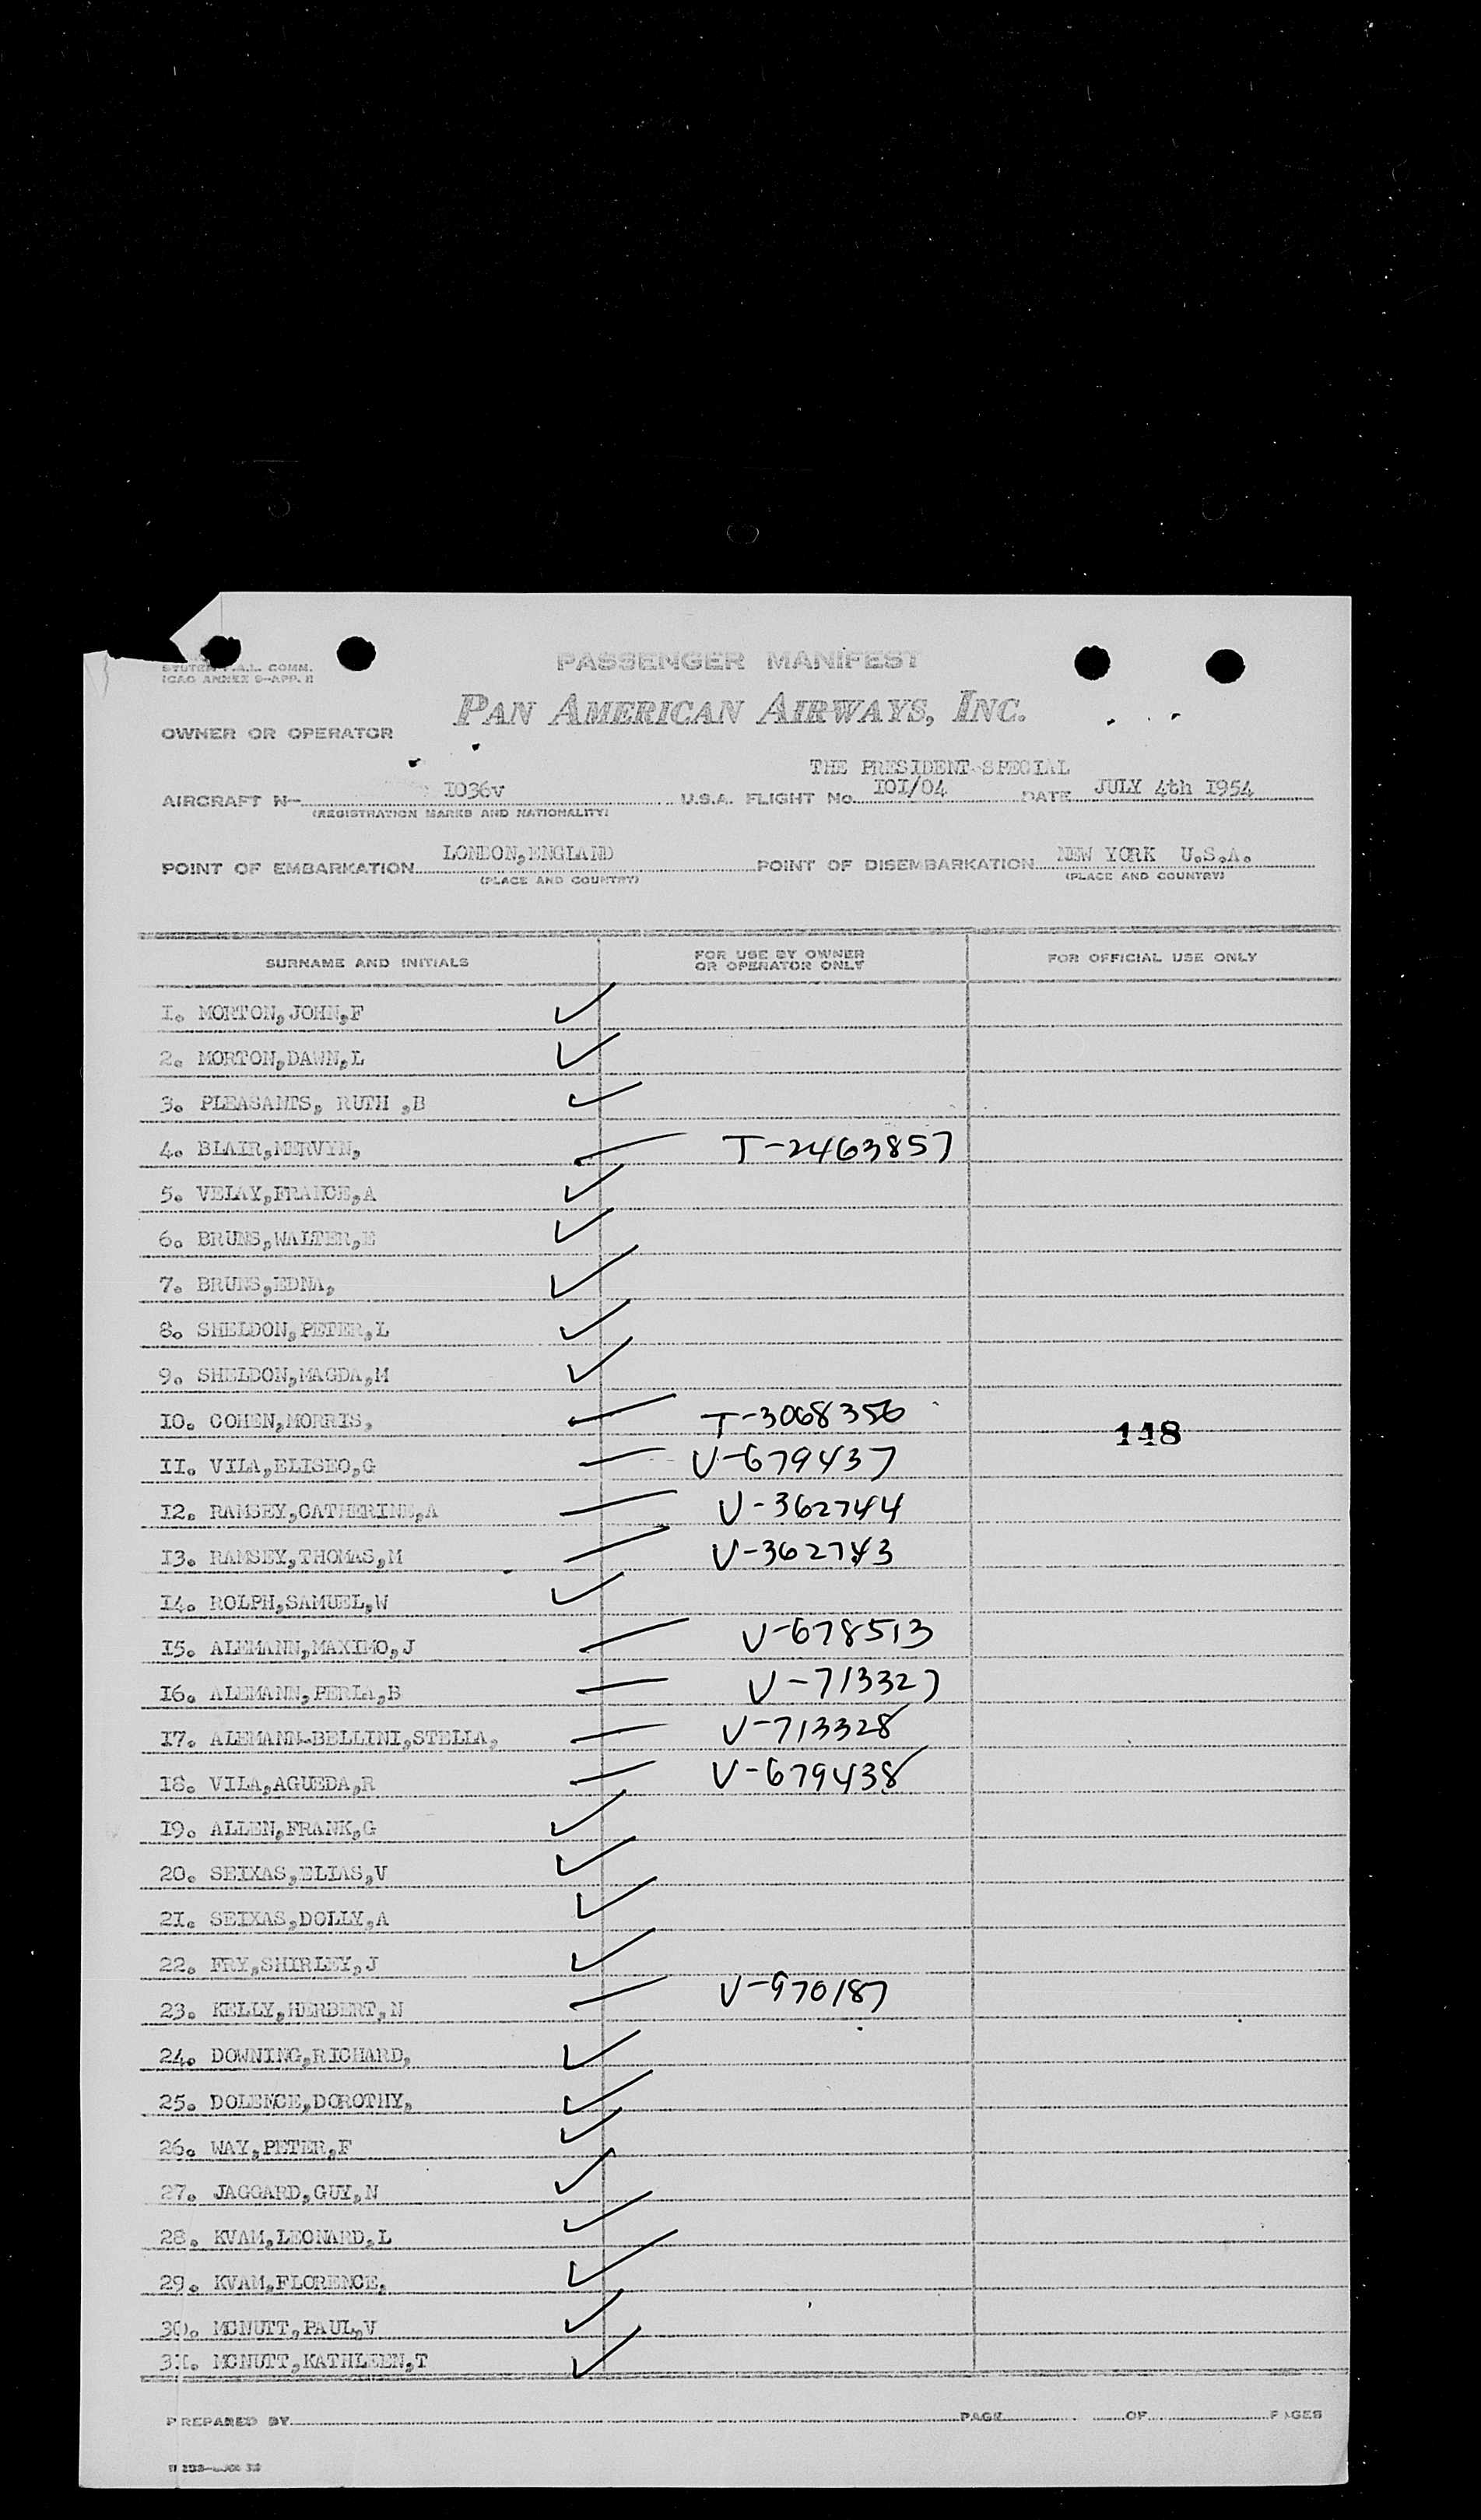 ICAO ANNEX 9-APP. 
PASSENGER MANIFEST
PAN AMERICAN AIRWAYS, INC.
OWNER OR OPERATOR
THE PRESIDENT SPECIAL
AIRCRAFT N- 1036v U.S.A. FLIGHT No. 101/04 DATE JULY 4th 1954
(REGISTRATION MARKS AND NATIONALITY)
POINT OF EMBARKATION LONDON,ENGLAND POINT OF DISEMBARKATION NEW YORK U.S.A.
(PLACE AND COUNTRY) (PLACE AND COUNTRY)
SURNAME AND INITIALS FOR USE BY OWNER OR OPERATOR ONLY FOR OFFICIAL USE ONLY
1. MORTON,JOHN,F
2. MORTON,DAWN,L
3. PLEASANTS, RUTH ,B
4. BLAIR,MERVYN, T-2463857
5. VELAY,FRANCE,A
6. BRUNS,WALTER,E
7. BRUNS,EDNA,
8. SHELDON,PETER,L
9. SHELDON,MAGDA,M
10. COHEN,MORRIS, T-3068356
148
11. VILA,ELISEO,G V-679437
12. RAMSEY,CATHERINE,A V-362744
13. RAMSEY,THOMAS,M V-362743
14. ROLPH,SAMUEL,W
15. ALEMANN,MAXIMO,J V-678513
16. ALEMANN,PERLA,B V-713327
17. ALEMANN-BELLINI,STELLA, V-713328
18. VILA,AGUEDA,R V-679438
19. ALLEN,FRANK,G
20. SEIXAS,ELIAS,V
21. SEIXAS,DOLLY,A
22. FRY,SHIRLEY,J
23. KELLY,HERBERT,N V-970187
24. DOWNING,RICHARD,
25. DOLENCE,DOROTHY,
26. WAY,PETER,F
27. JAGGARD,GUY,N
28. KVAM,LEONARD,L
29. KVAM,FLORENCE,
30. MCNUTT,PAUL,V
31. MCNUTT,KATHLEEN,T
PREPARED BY PAGE OF PAGES